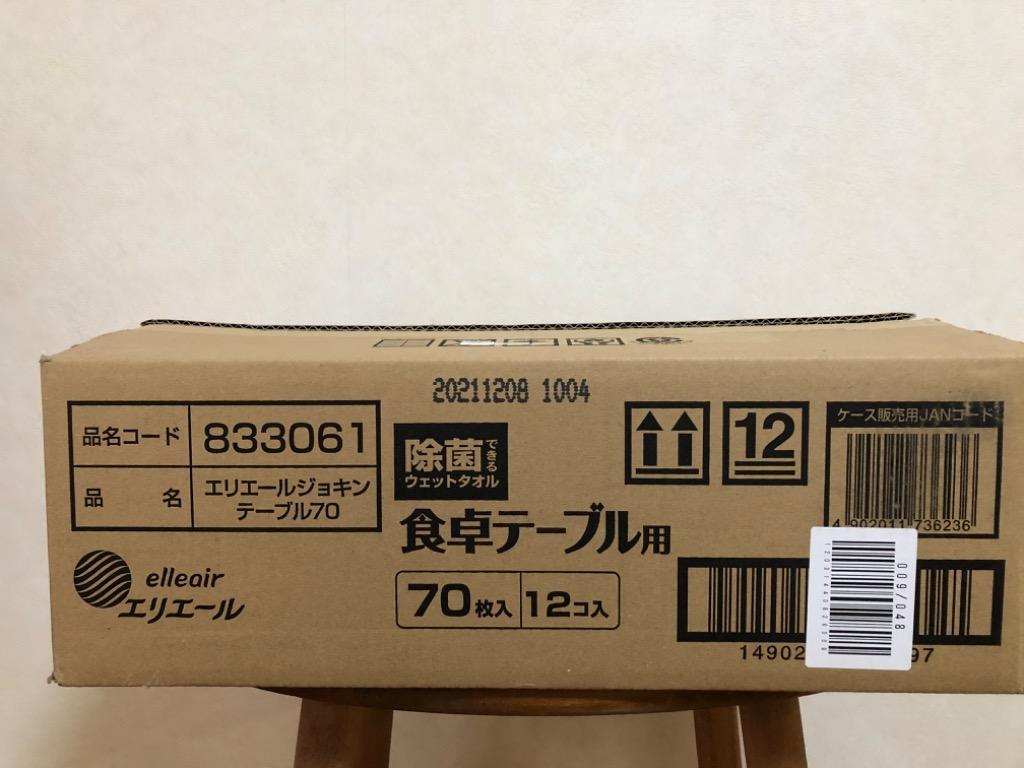 20211208 1004
品名コード 833061
品名 エリエールジョキン
テーブル70
除菌できる
ウェットタオル
食卓テーブル用
70枚入 12コ入
elleair
エリエール
12
ケース販売用JANコード
4 902011 736236
009/048
14902
97